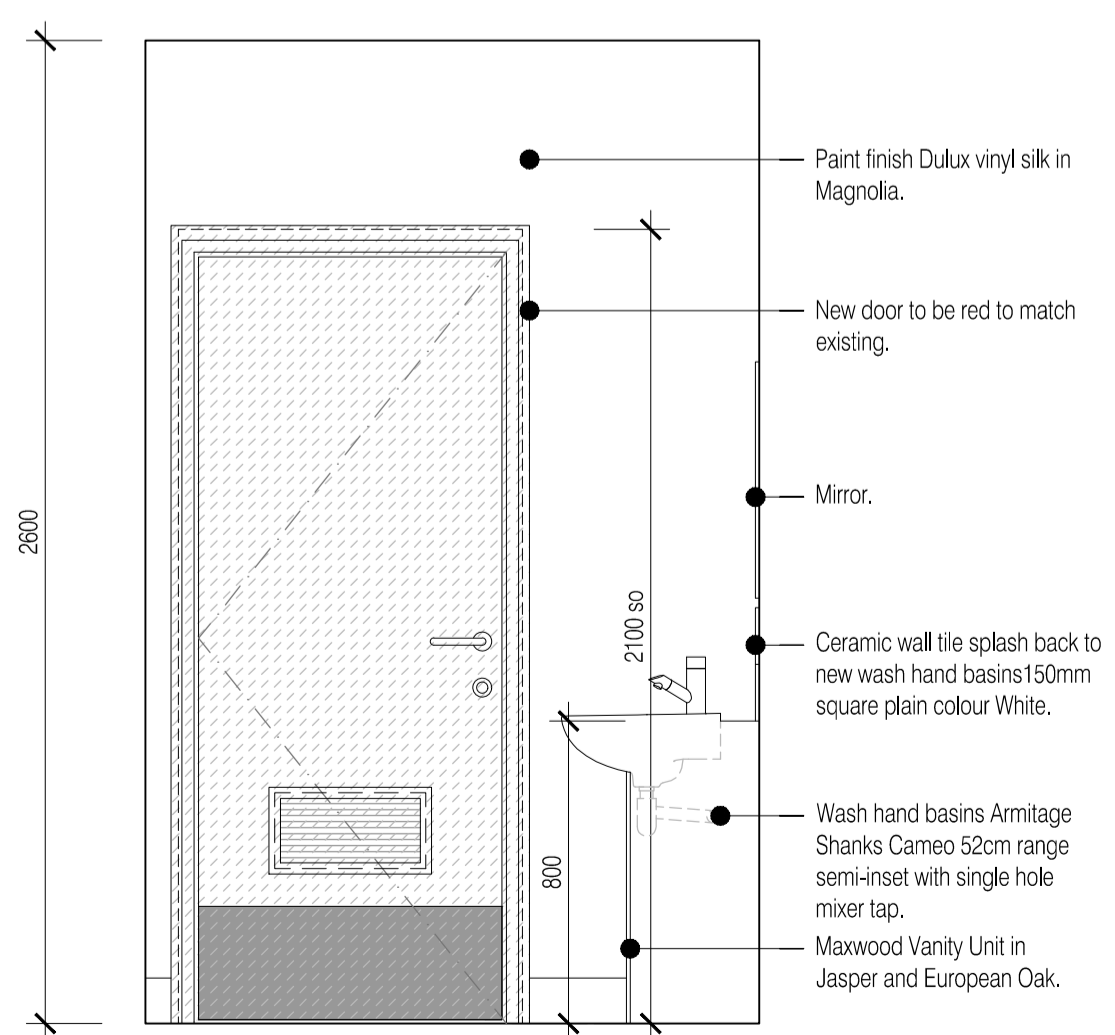 Paint finish Dulux vinyl silk in
Magnolia.
New door to be red to match
existing.
Mirror.
2600
2100 so
Ceramic wall tile splash back to
new wash hand basins150mm
square plain colour White.
800
Wash hand basins Armitage
Shanks Cameo 52cm range
semi-inset with single hole
mixer tap.
Maxwood Vanity Unit in
Jasper and European Oak.